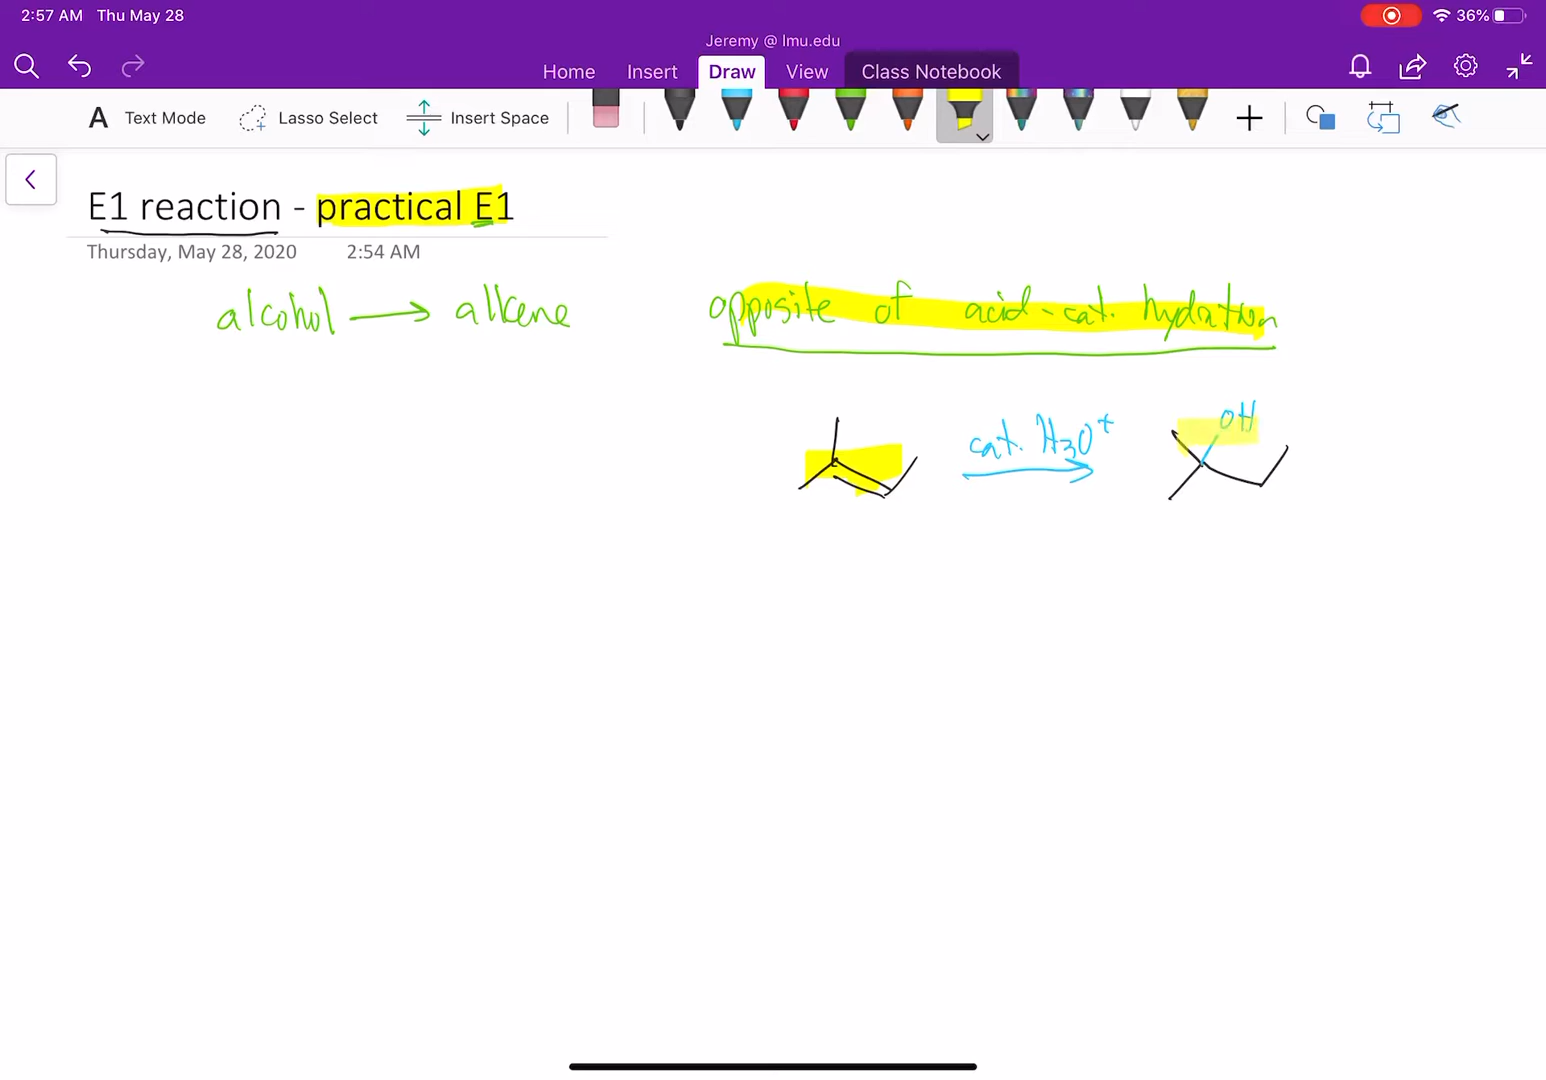 2:57 AM Thu May 28
36%
Jeremy @ lmu.edu
Home Insert Draw View Class Notebook
A Text Mode Lasso Select Insert Space
E1 reaction - practical E1
Thursday, May 28, 2020 2:54 AM
alcohol → alkene
opposite of acid-cat. hydration
cat. H₃O⁺
OH